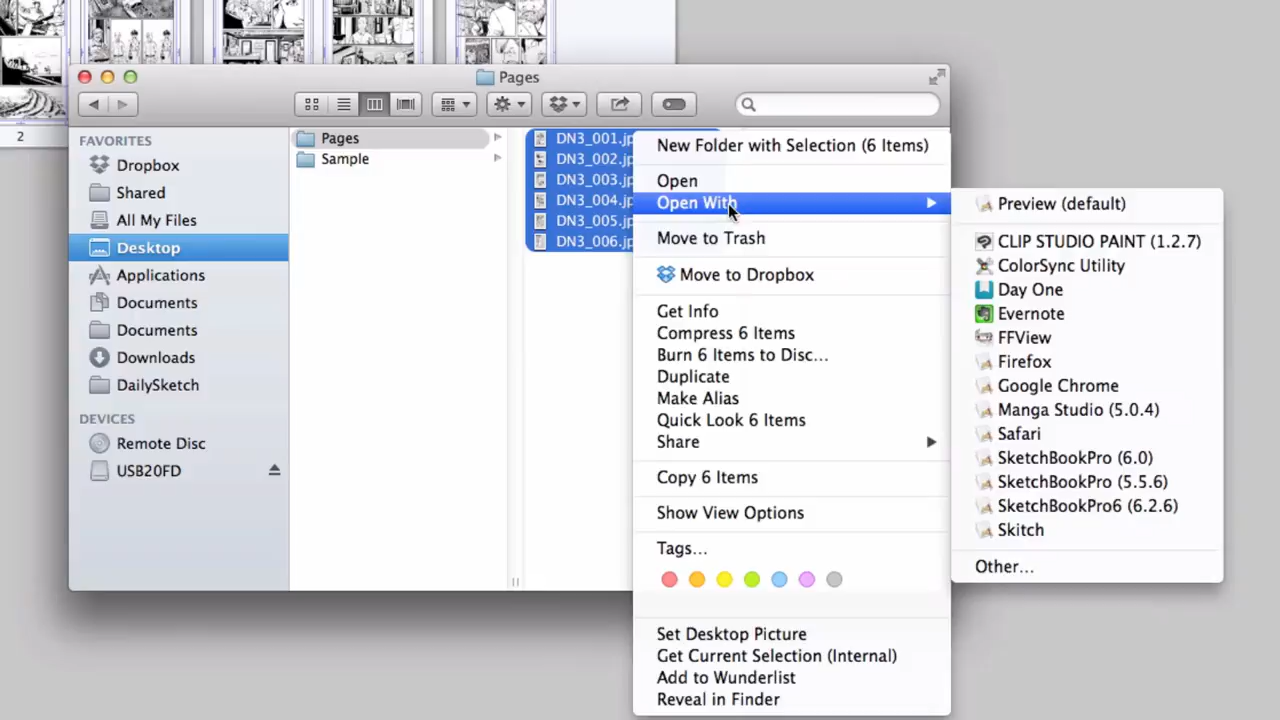 2
Pages
FAVORITES
Dropbox
Shared
All My Files
Desktop
Applications
Documents
Documents
Downloads
DailySketch
DEVICES
Remote Disc
USB20FD
Pages
Sample
DN3_001.jp
DN3_002.jp
DN3_003.jp
DN3_004.jp
DN3_005.jp
DN3_006.jp
New Folder with Selection (6 Items)
Open
Open With
Move to Trash
Move to Dropbox
Get Info
Compress 6 Items
Burn 6 Items to Disc...
Duplicate
Make Alias
Quick Look 6 Items
Share
Copy 6 Items
Show View Options
Tags...
Set Desktop Picture
Get Current Selection (Internal)
Add to Wunderlist
Reveal in Finder
Preview (default)
CLIP STUDIO PAINT (1.2.7)
ColorSync Utility
Day One
Evernote
FFView
Firefox
Google Chrome
Manga Studio (5.0.4)
Safari
SketchBookPro (6.0)
SketchBookPro (5.5.6)
SketchBookPro6 (6.2.6)
Skitch
Other...